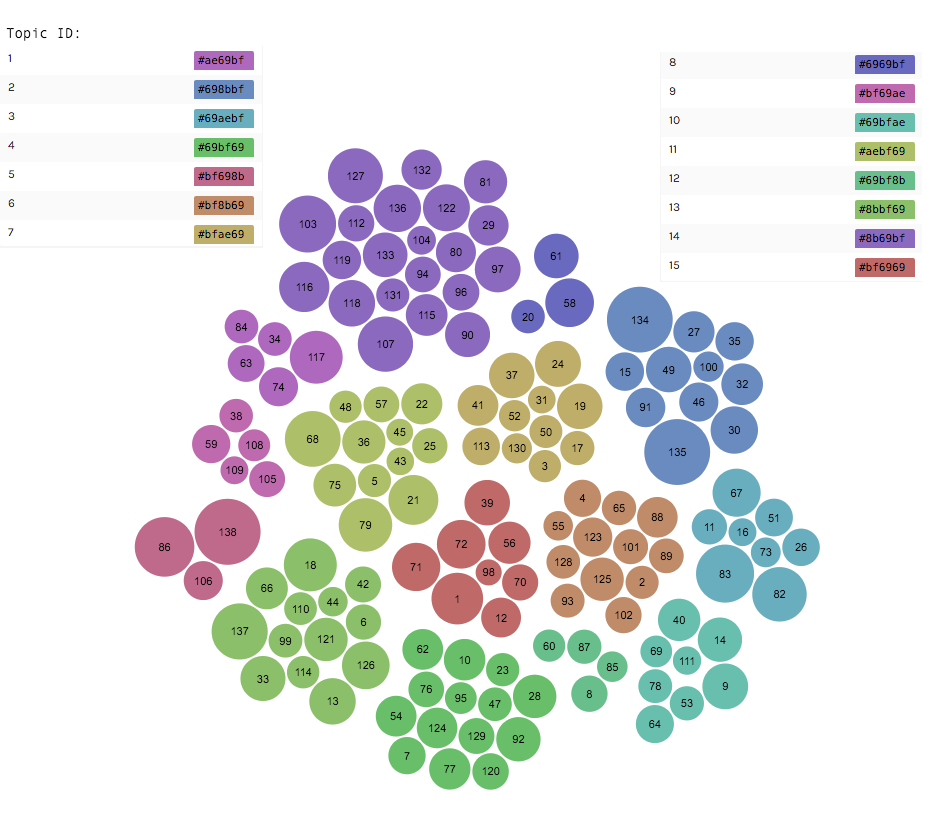 Topic ID:
1 #ae69bf
2 #698bbf
3 #69aebf
4 #69bf69
5 #bf698b
6 #bf8b69
7 #bfae69
8 #6969bf
9 #bf69ae
10 #69bfae
11 #aebf69
12 #69bf8b
13 #8bbf69
14 #8b69bf
15 #bf6969
127 132 81
136 122
103 112 29
104
119 133 80
97
94
116 118 131 96
115
107 90
61
58
20
84
34
63 117
74
134
27 35
15 49 100
32
91 46
30
135
37 24
41 31 19
52
50
113 130 17
3
48 57 22
68 36 45 25
43
75 5
21
79
38
59 108
109 105
138
86
106
67
11 16 51
73 26
83
82
39
72 56
71 98
70
1
12
4
65 88
55
123 101
89
128
125 2
93
102
18
66 42
110 44
6
137 99 121
126
33 114
13
62
10
23
76 95 47 28
54
124 129 92
7
77 120
60 87
85
8
40
14
69 111
78 9
53
64